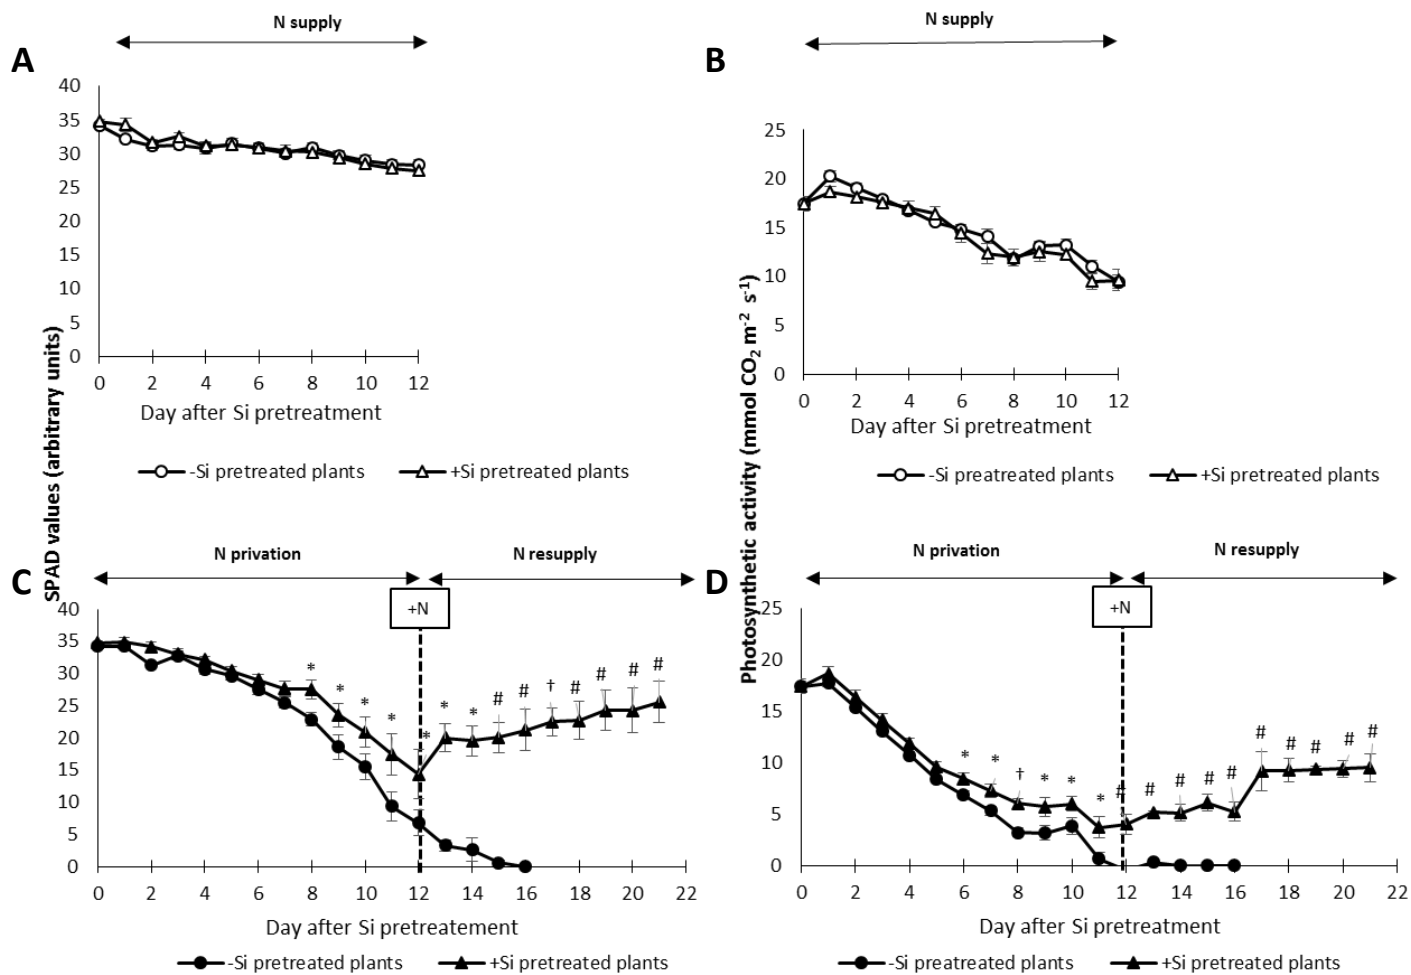 N supply
A
40
35
30
25
20
15
10
5
0
0 2 4 6 8 10 12
Day after Si pretreatment
-Si pretreated plants +Si pretreated plants
SPAD values (arbitrary units)
N supply
B
25
20
15
10
5
0
0 2 4 6 8 10 12
Day after Si pretreatment
-Si preatreated plants +Si pretreated plants
Photosynthetic activity (mmol CO2 m-2 s-1)
N privation N resupply
C
+N
40
35
30
25
20
15
10
5
0
* * * * * * * # # † # # # #
0 2 4 6 8 10 12 14 16 18 20 22
Day after Si pretreatement
-Si pretreated plants +Si pretreated plants
N privation N resupply
D
+N
25
20
15
10
5
0
* * † * * * # # # # # # # # # #
0 2 4 6 8 10 12 14 16 18 20 22
Day after Si pretreatment
-Si preatreated plants +Si pretreated plants